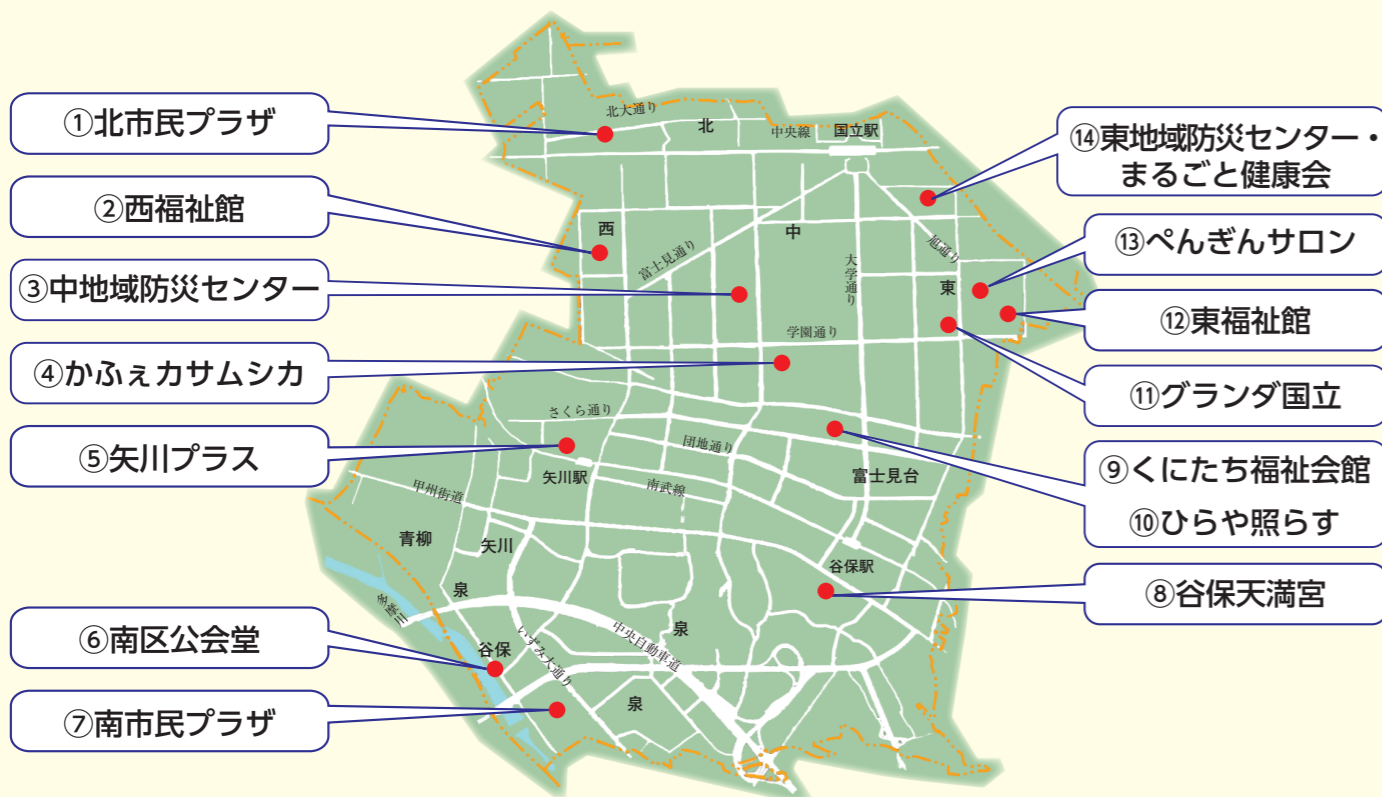 ①北市民プラザ
②西福祉館
③中地域防災センター
④かふぇカサムシカ
⑤矢川プラス
⑥南区公会堂
⑦南市民プラザ
⑭東地域防災センター・
まるごと健康会
⑬ぺんぎんサロン
⑫東福祉館
⑪グランダ国立
⑨くにたち福祉会館
⑩ひらや照らす
⑧谷保天満宮
北大通り
北
中央線
国立駅
西
中
富士見通り
大学通り
旭通り
東
学園通り
さくら通り
団地通り
矢川駅
南武線
富士見台
甲州街道
青柳
矢川
谷保駅
泉
多摩川
谷保
いずみ大通り
中央自動車道
泉
泉